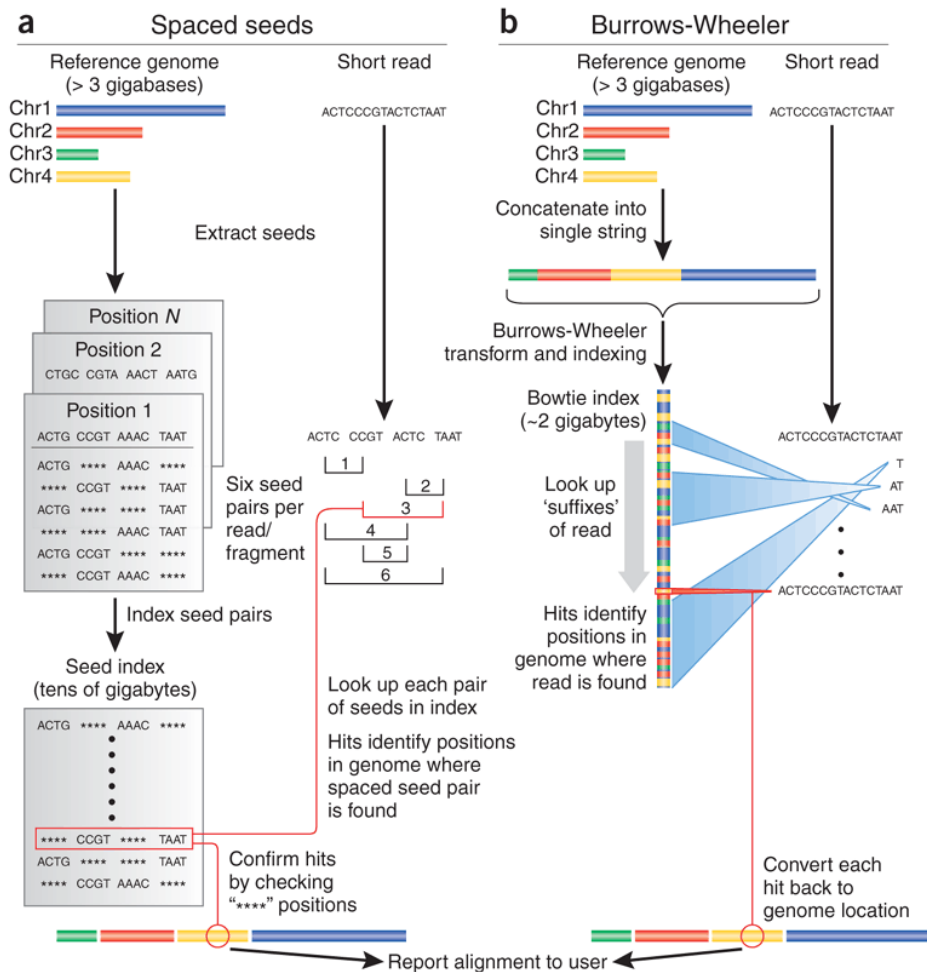 a
Spaced seeds
Reference genome
(> 3 gigabases)
Short read
Chr1
ACTCCCGTACTCTAAT
Chr2
Chr3
Chr4
Extract seeds
Position N
Position 2
CTGC CGTA AACT AATG
Position 1
ACTG CCGT AAAC TAAT
ACTG **** AAAC ****
**** CCGT **** TAAT
ACTG **** **** TAAT
**** **** AAAC TAAT
ACTG CCGT **** ****
**** CCGT AAAC ****
Six seed
pairs per
read/
fragment
ACTC CCGT ACTC TAAT
1
2
3
4
5
6
Index seed pairs
Seed index
(tens of gigabytes)
ACTG **** AAAC ****
**** CCGT **** TAAT
ACTG **** **** TAAT
**** CCGT AAAC ****
Look up each pair
of seeds in index
Hits identify positions
in genome where
spaced seed pair
is found
Confirm hits
by checking
"****" positions
b
Burrows-Wheeler
Reference genome
(> 3 gigabases)
Short read
Chr1
ACTCCCGTACTCTAAT
Chr2
Chr3
Chr4
Concatenate into
single string
Burrows-Wheeler
transform and indexing
Bowtie index
(~2 gigabytes)
ACTCCCGTACTCTAAT
T
AT
AAT
Look up
'suffixes'
of read
ACTCCCGTACTCTAAT
Hits identify
positions in
genome where
read is found
Convert each
hit back to
genome location
Report alignment to user